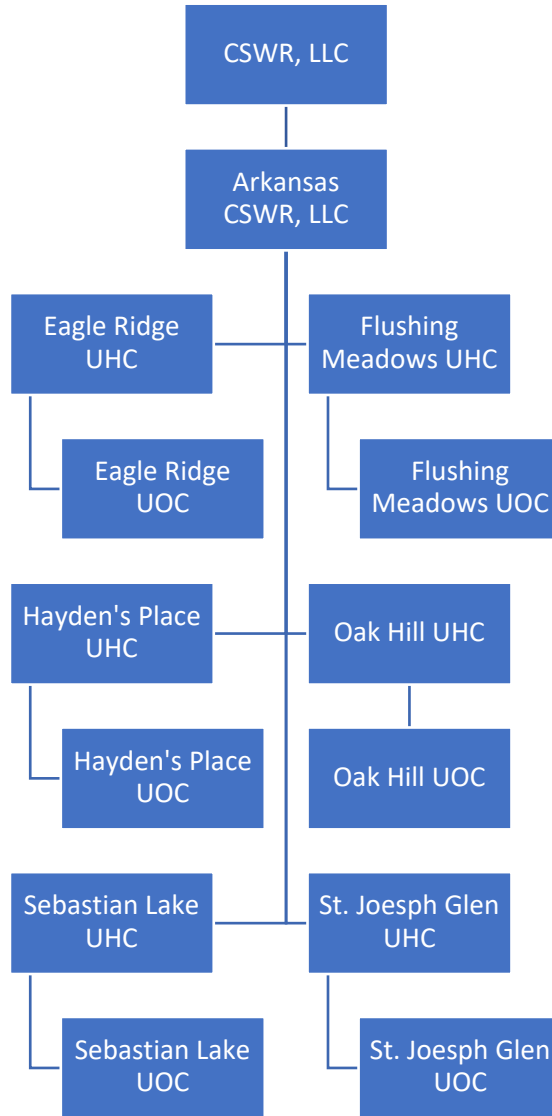 CSWR, LLC
Arkansas
CSWR, LLC
Eagle Ridge
UHC
Flushing
Meadows UHC
Eagle Ridge
UOC
Flushing
Meadows UOC
Hayden's Place
UHC
Oak Hill UHC
Hayden's Place
UOC
Oak Hill UOC
Sebastian Lake
UHC
St. Joesph Glen
UHC
Sebastian Lake
UOC
St. Joesph Glen
UOC